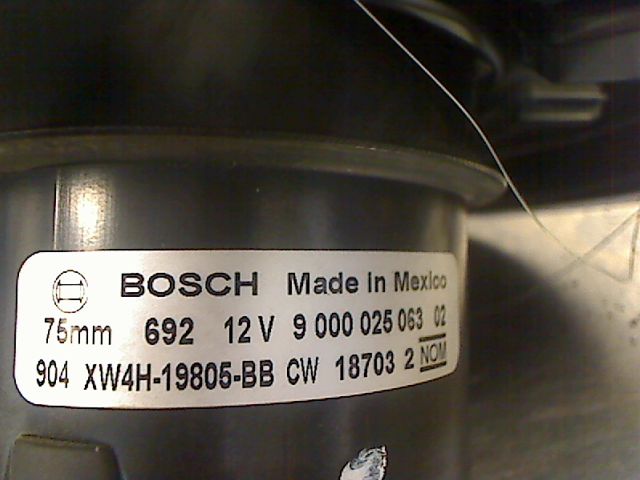 BOSCH Made in Mexico
75mm 692 12 V 9 000 025 063 02
904 XW4H-19805-BB CW 18703 2 NOM